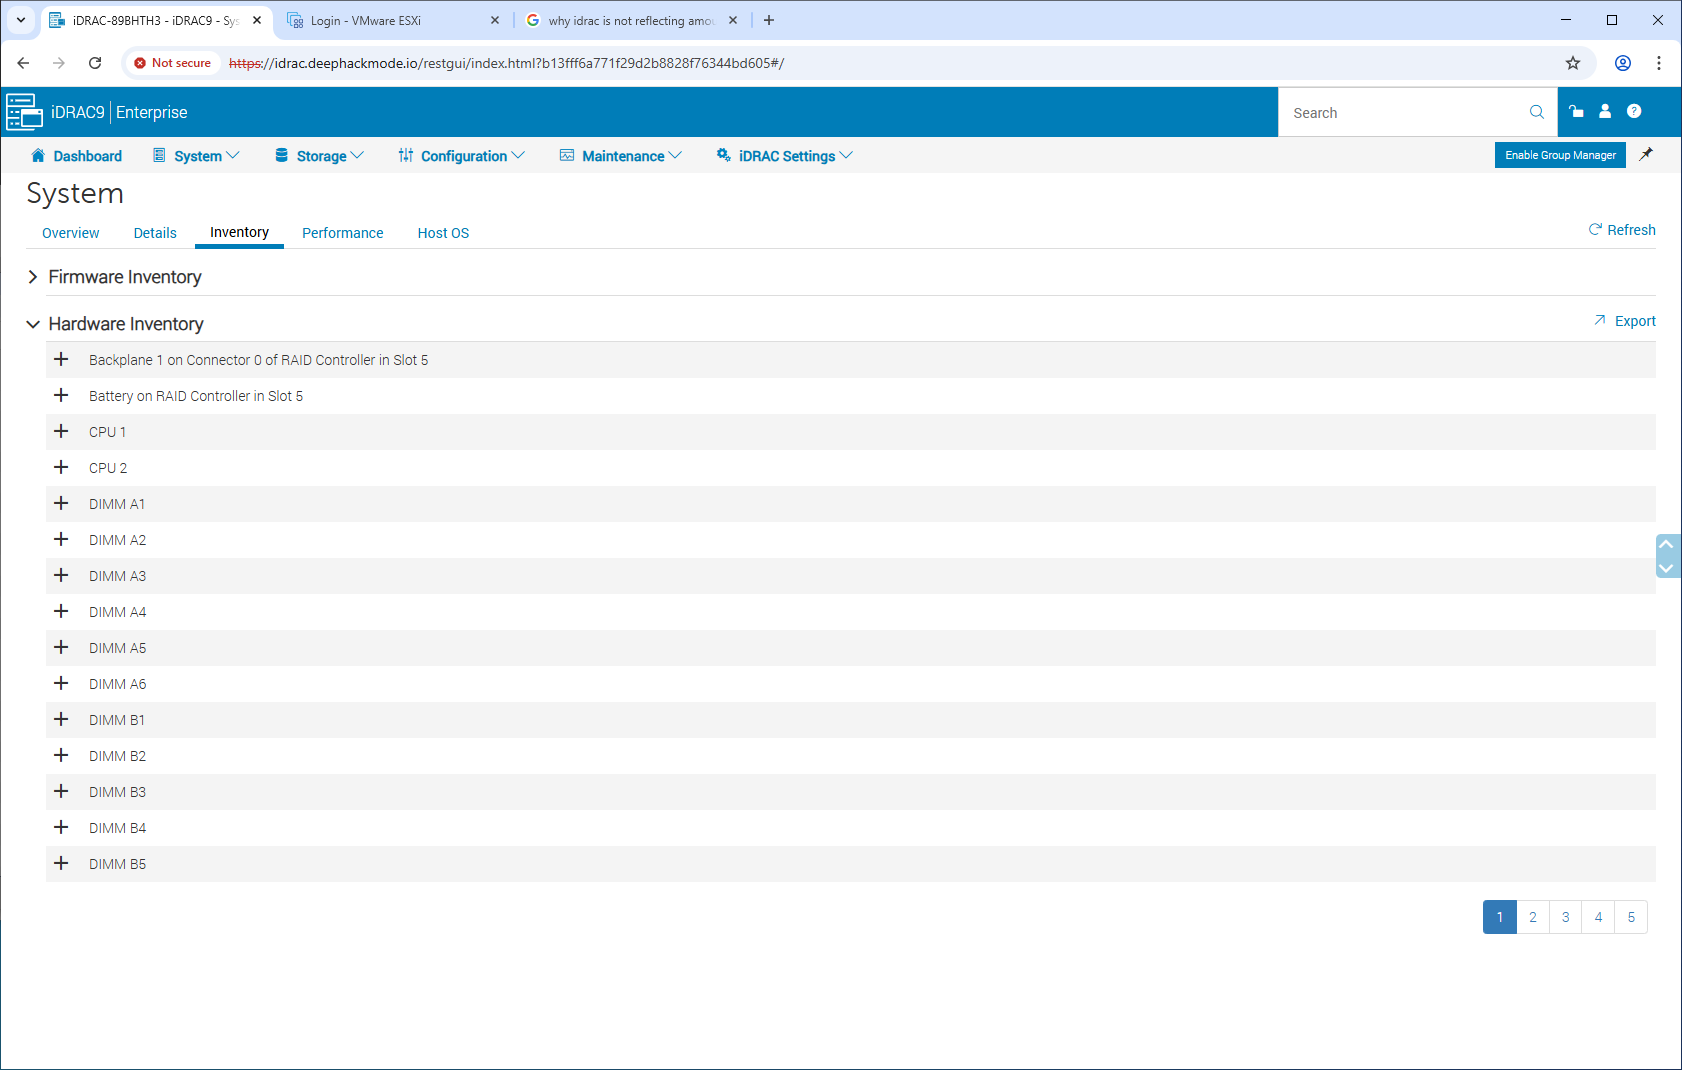 iDRAC-89BHTH3 - iDRAC9 - Sys
Login - VMware ESXi
why idrac is not reflecting amou
Not secure
https://idrac.deephackmode.io/restgui/index.html?b13fff6a771f29d2b8828f76344bd605#/
iDRAC9 | Enterprise
Search
Dashboard
System
Storage
Configuration
Maintenance
iDRAC Settings
Enable Group Manager
System
Overview
Details
Inventory
Performance
Host OS
Refresh
Firmware Inventory
Hardware Inventory
Export
Backplane 1 on Connector 0 of RAID Controller in Slot 5
Battery on RAID Controller in Slot 5
CPU 1
CPU 2
DIMM A1
DIMM A2
DIMM A3
DIMM A4
DIMM A5
DIMM A6
DIMM B1
DIMM B2
DIMM B3
DIMM B4
DIMM B5
1 2 3 4 5